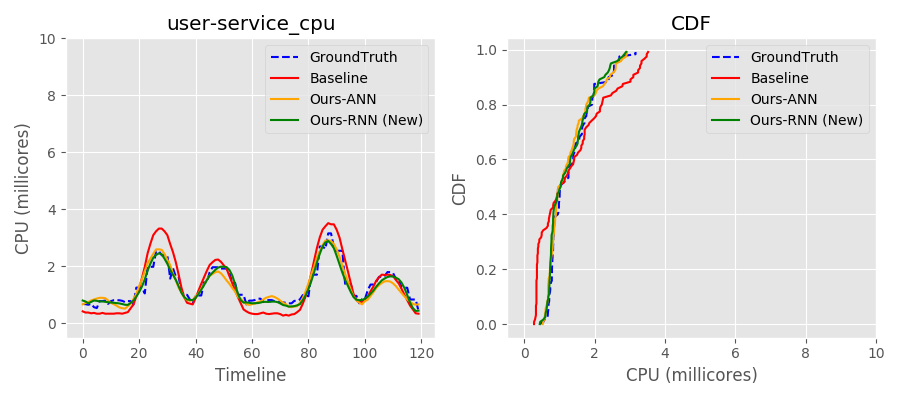 user-service_cpu
CPU (millicores)
10
8
6
4
2
0
0
20
40
60
80
100
120
Timeline
GroundTruth
Baseline
Ours-ANN
Ours-RNN (New)
CDF
CDF
1.0
0.8
0.6
0.4
0.2
0.0
0
2
4
6
8
10
CPU (millicores)
GroundTruth
Baseline
Ours-ANN
Ours-RNN (New)